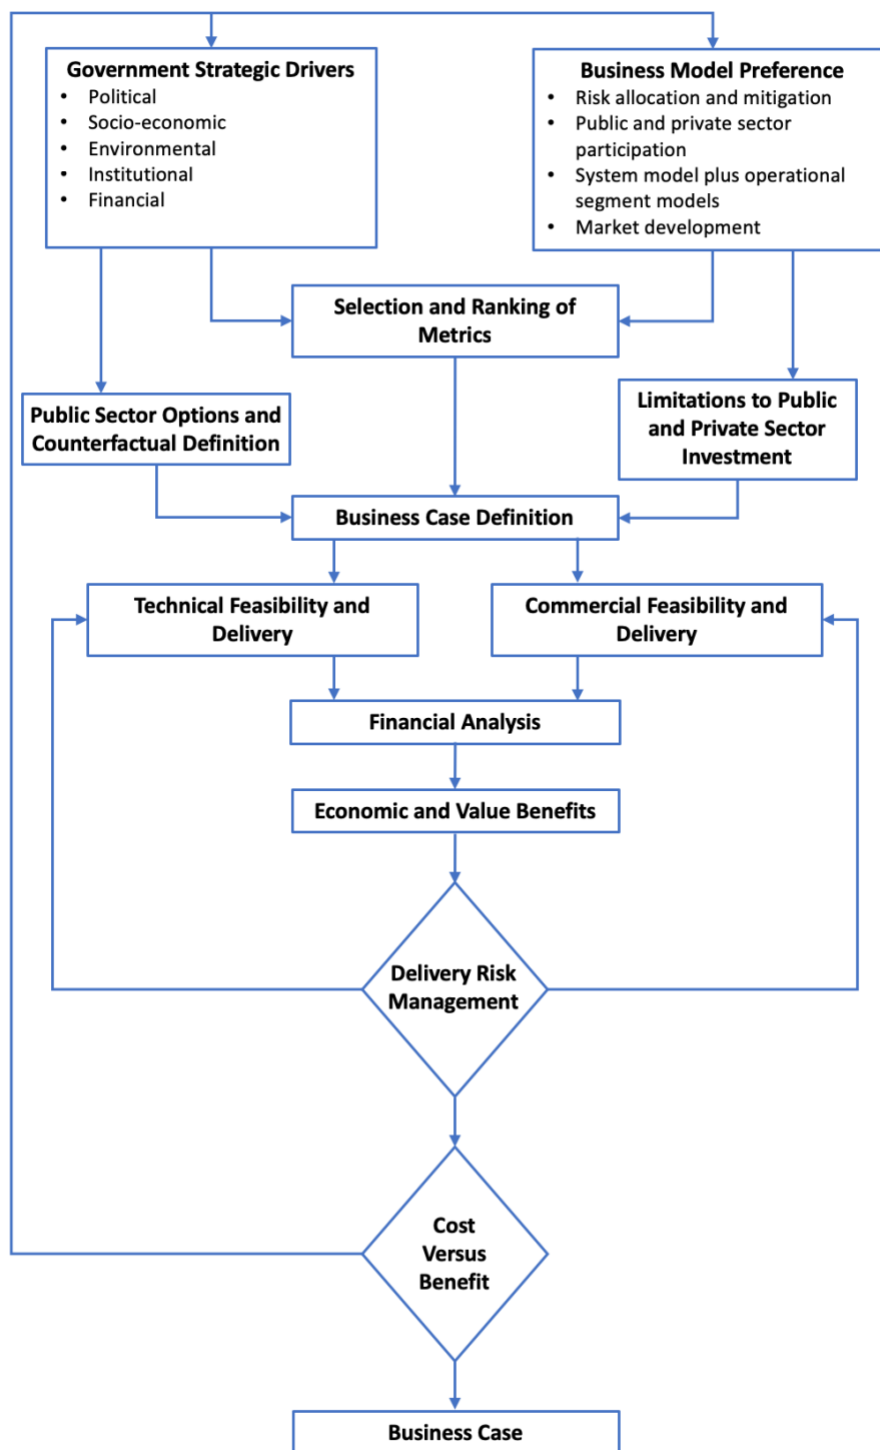 Government Strategic Drivers
• Political
• Socio-economic
• Environmental
• Institutional
• Financial
Business Model Preference
• Risk allocation and mitigation
• Public and private sector
participation
• System model plus operational
segment models
• Market development
Selection and Ranking of
Metrics
Public Sector Options and
Counterfactual Definition
Limitations to Public
and Private Sector
Investment
Business Case Definition
Technical Feasibility and
Delivery
Commercial Feasibility and
Delivery
Financial Analysis
Economic and Value Benefits
Delivery Risk
Management
Cost
Versus
Benefit
Business Case